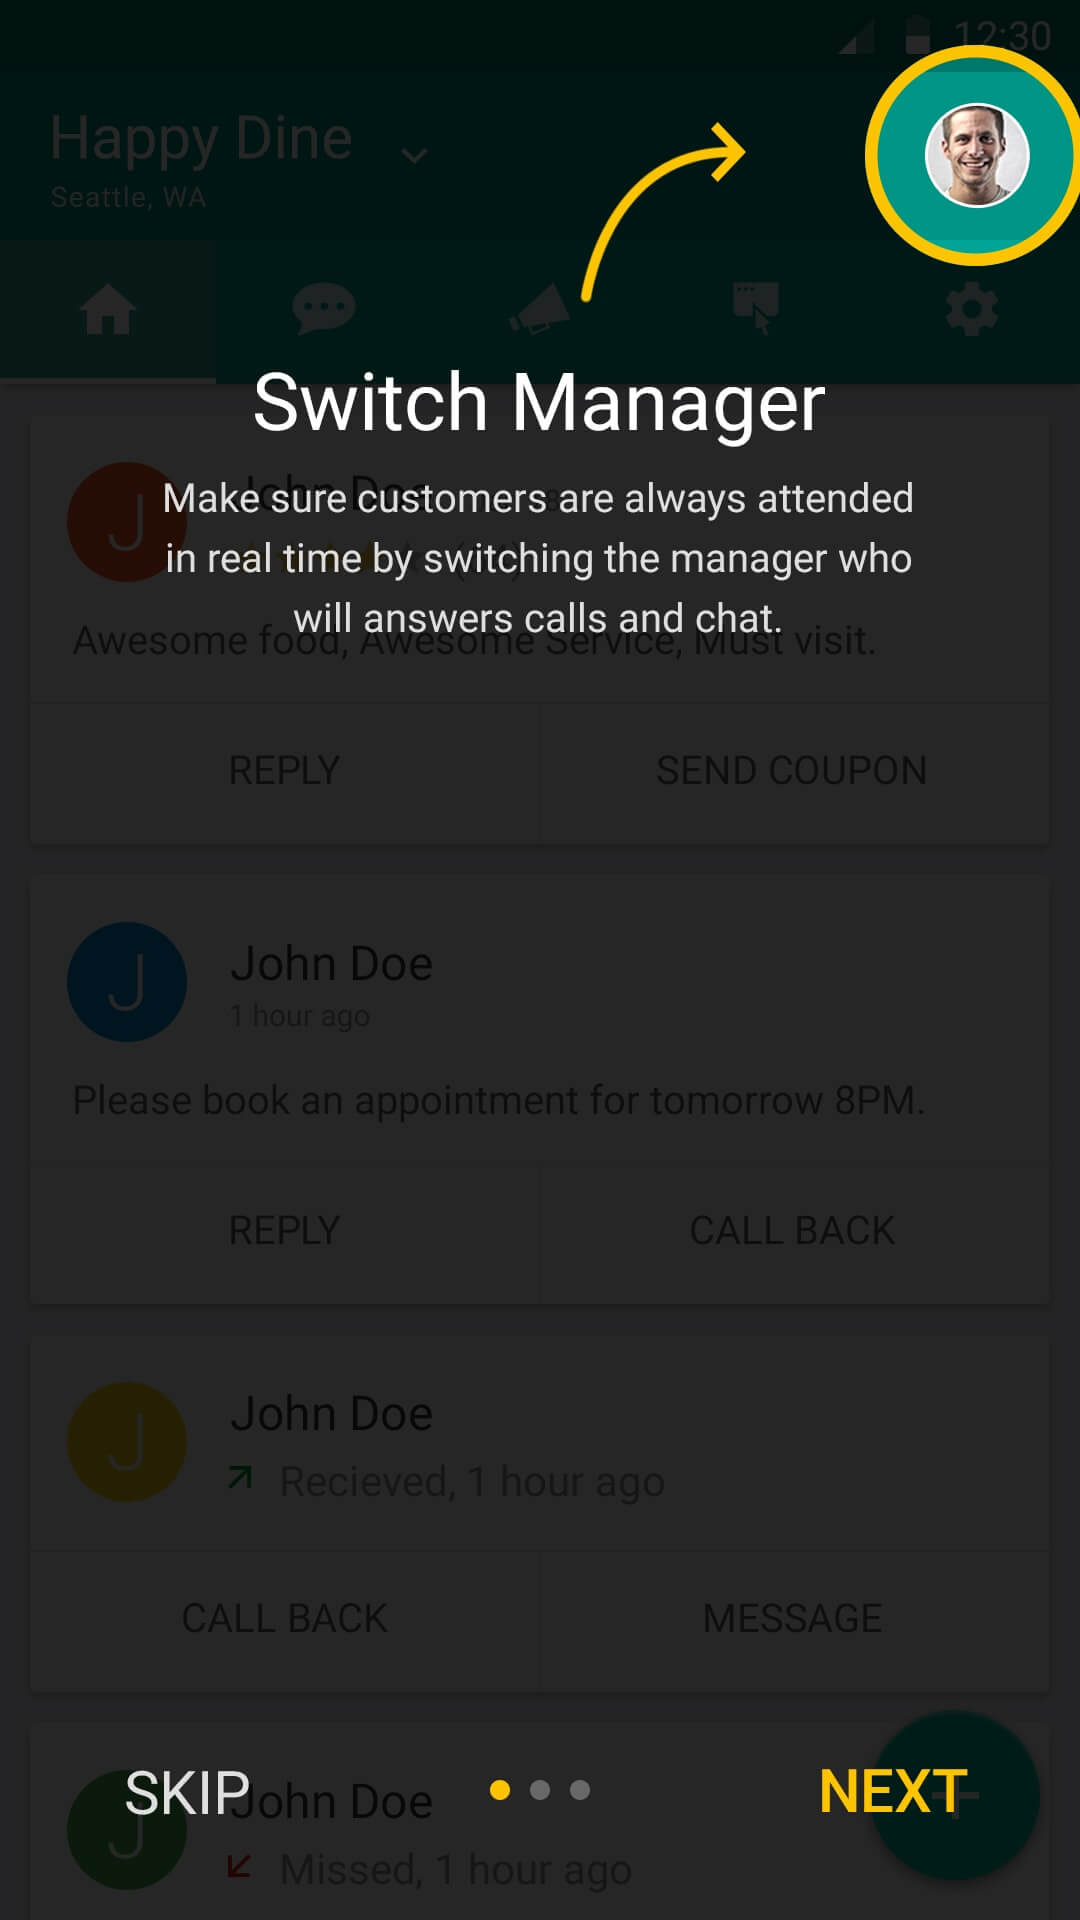 12:30
Happy Dine
Seattle, WA
Switch Manager
J
John Doe
Make sure customers are always attended
in real time by switching the manager who
will answers calls and chat.
Awesome food, Awesome Service, Must visit.
REPLY
SEND COUPON
J
John Doe
1 hour ago
Please book an appointment for tomorrow 8PM.
REPLY
CALL BACK
J
John Doe
Recieved, 1 hour ago
CALL BACK
MESSAGE
SKIP
NEXT
J
John Doe
Missed, 1 hour ago